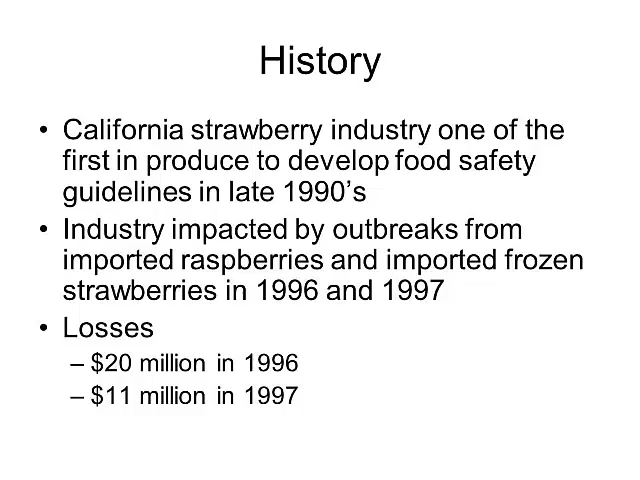 History
• California strawberry industry one of the
first in produce to develop food safety
guidelines in late 1990's
• Industry impacted by outbreaks from
imported raspberries and imported frozen
strawberries in 1996 and 1997
• Losses
– $20 million in 1996
– $11 million in 1997